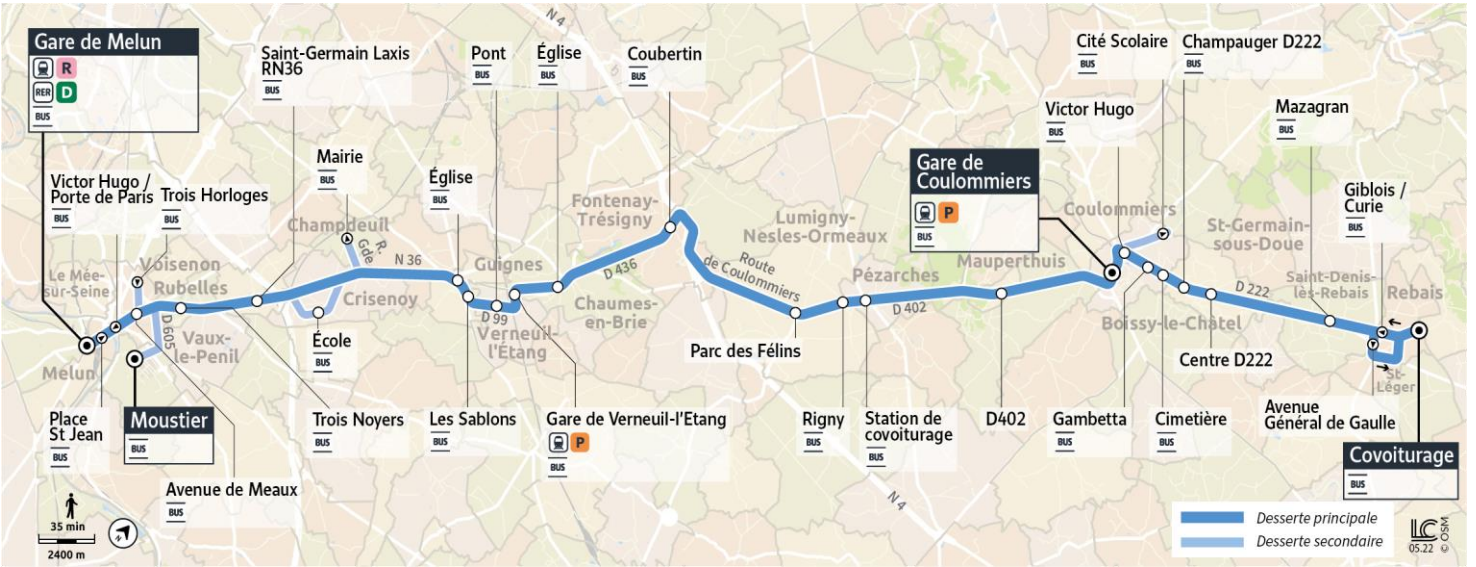 Gare de Melun
R
RER D
BUS
Saint-Germain Laxis
RN36
BUS
Pont
BUS
Église
BUS
Coubertin
BUS
N 4
Cité Scolaire
BUS
Champauger D222
BUS
Victor Hugo
BUS
Mazagran
BUS
Mairie
BUS
Victor Hugo /
Porte de Paris
BUS
Trois Horloges
BUS
Église
BUS
Gare de
Coulommiers
P
BUS
Giblois /
Curie
BUS
Champdeuil
R.
Gde
Fontenay-
Trésigny
Lumigny-
Nesles-Ormeaux
Coulommiers
St-Germain-
sous-Doue
Le Mée-
sur-Seine
Voisenon
Rubelles
N 36
Crisenoy
Guignes
D 436
Route
de Coulommiers
Pézarches
Mauperthuis
D 402
D 222
Saint-Denis-
lès-Rebais
Rebais
Chaumes-
en-Brie
D 99
Verneuil-
l'Étang
D 605
Vaux-
le-Penil
Melun
École
BUS
Parc des Félins
Boissy-le-Châtel
Centre D222
St-
Léger
Place
St Jean
BUS
Moustier
BUS
Trois Noyers
BUS
Les Sablons
BUS
Gare de Verneuil-l'Etang
P
BUS
Rigny
BUS
Station de
covoiturage
BUS
D402
Gambetta
BUS
Cimetière
BUS
Avenue
Général de Gaulle
Covoiturage
BUS
Avenue de Meaux
BUS
N 4
35 min
2400 m
Desserte principale
Desserte secondaire
LC
05.22
© OSM